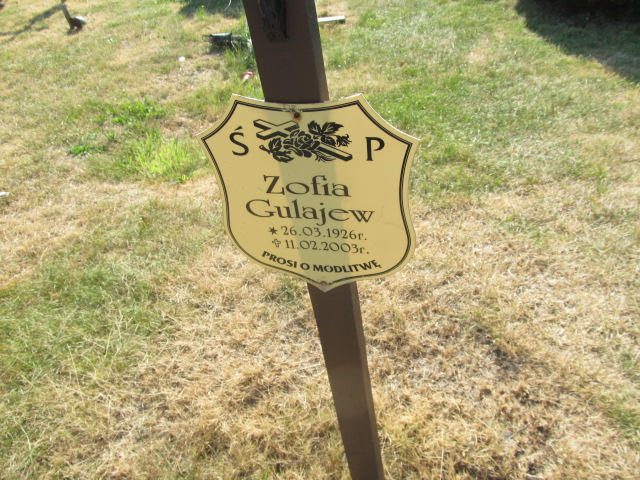 Ś P
Zofia
Gulajew
* 26.03.1926r.
✞ 11.02.2003r.
PROSI O MODLITWĘ